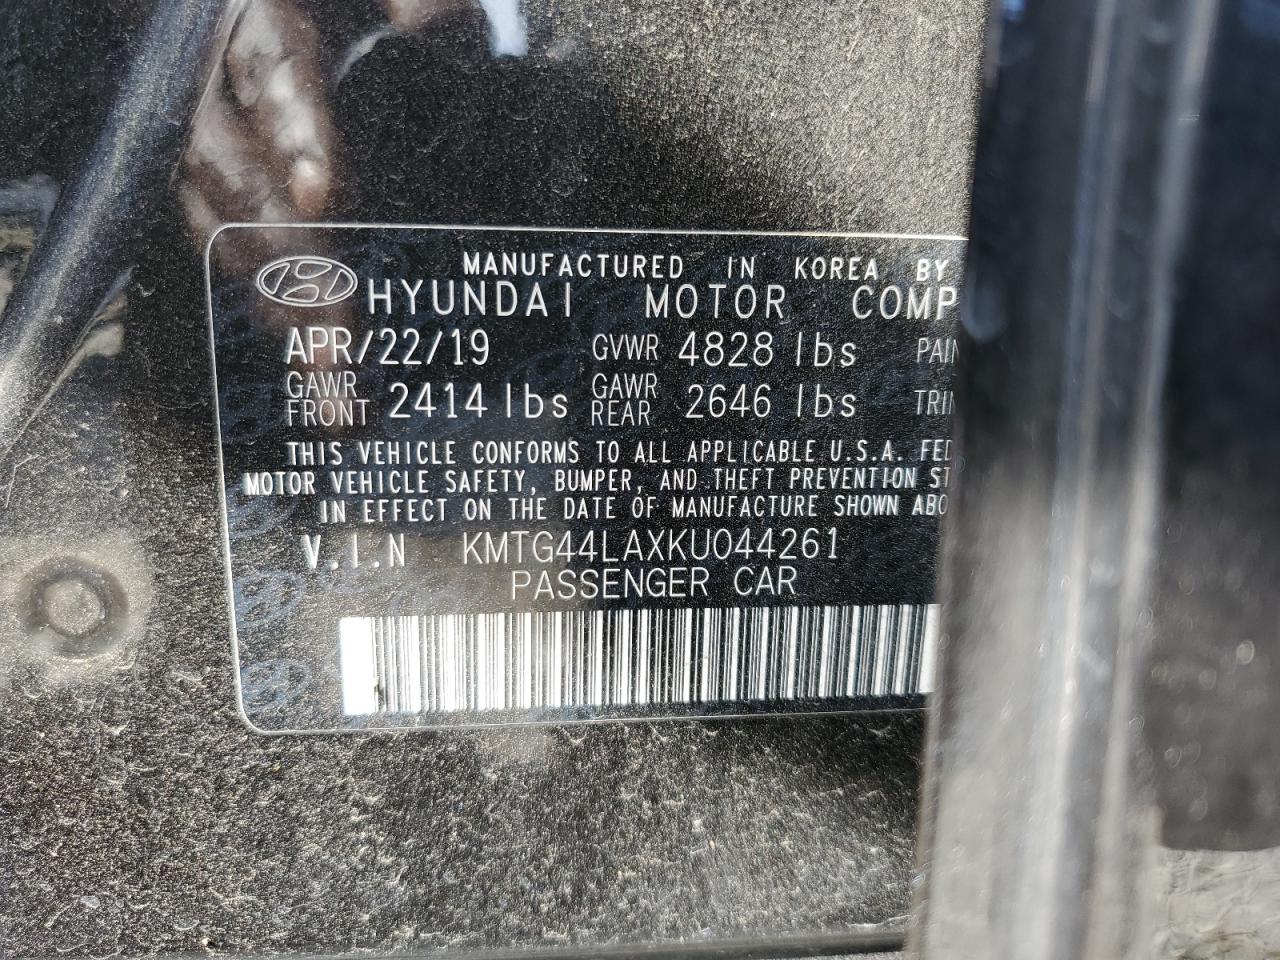 MANUFACTURED IN KOREA BY
HYUNDAI MOTOR COMP
APR/22/19 GVWR 4828 lbs PAIN
GAWR FRONT 2414 lbs GAWR REAR 2646 lbs TRIM
THIS VEHICLE CONFORMS TO ALL APPLICABLE U.S.A. FED
MOTOR VEHICLE SAFETY, BUMPER, AND THEFT PREVENTION ST
IN EFFECT ON THE DATE OF MANUFACTURE SHOWN ABO
V.I.N KMTG44LAXKU044261
PASSENGER CAR